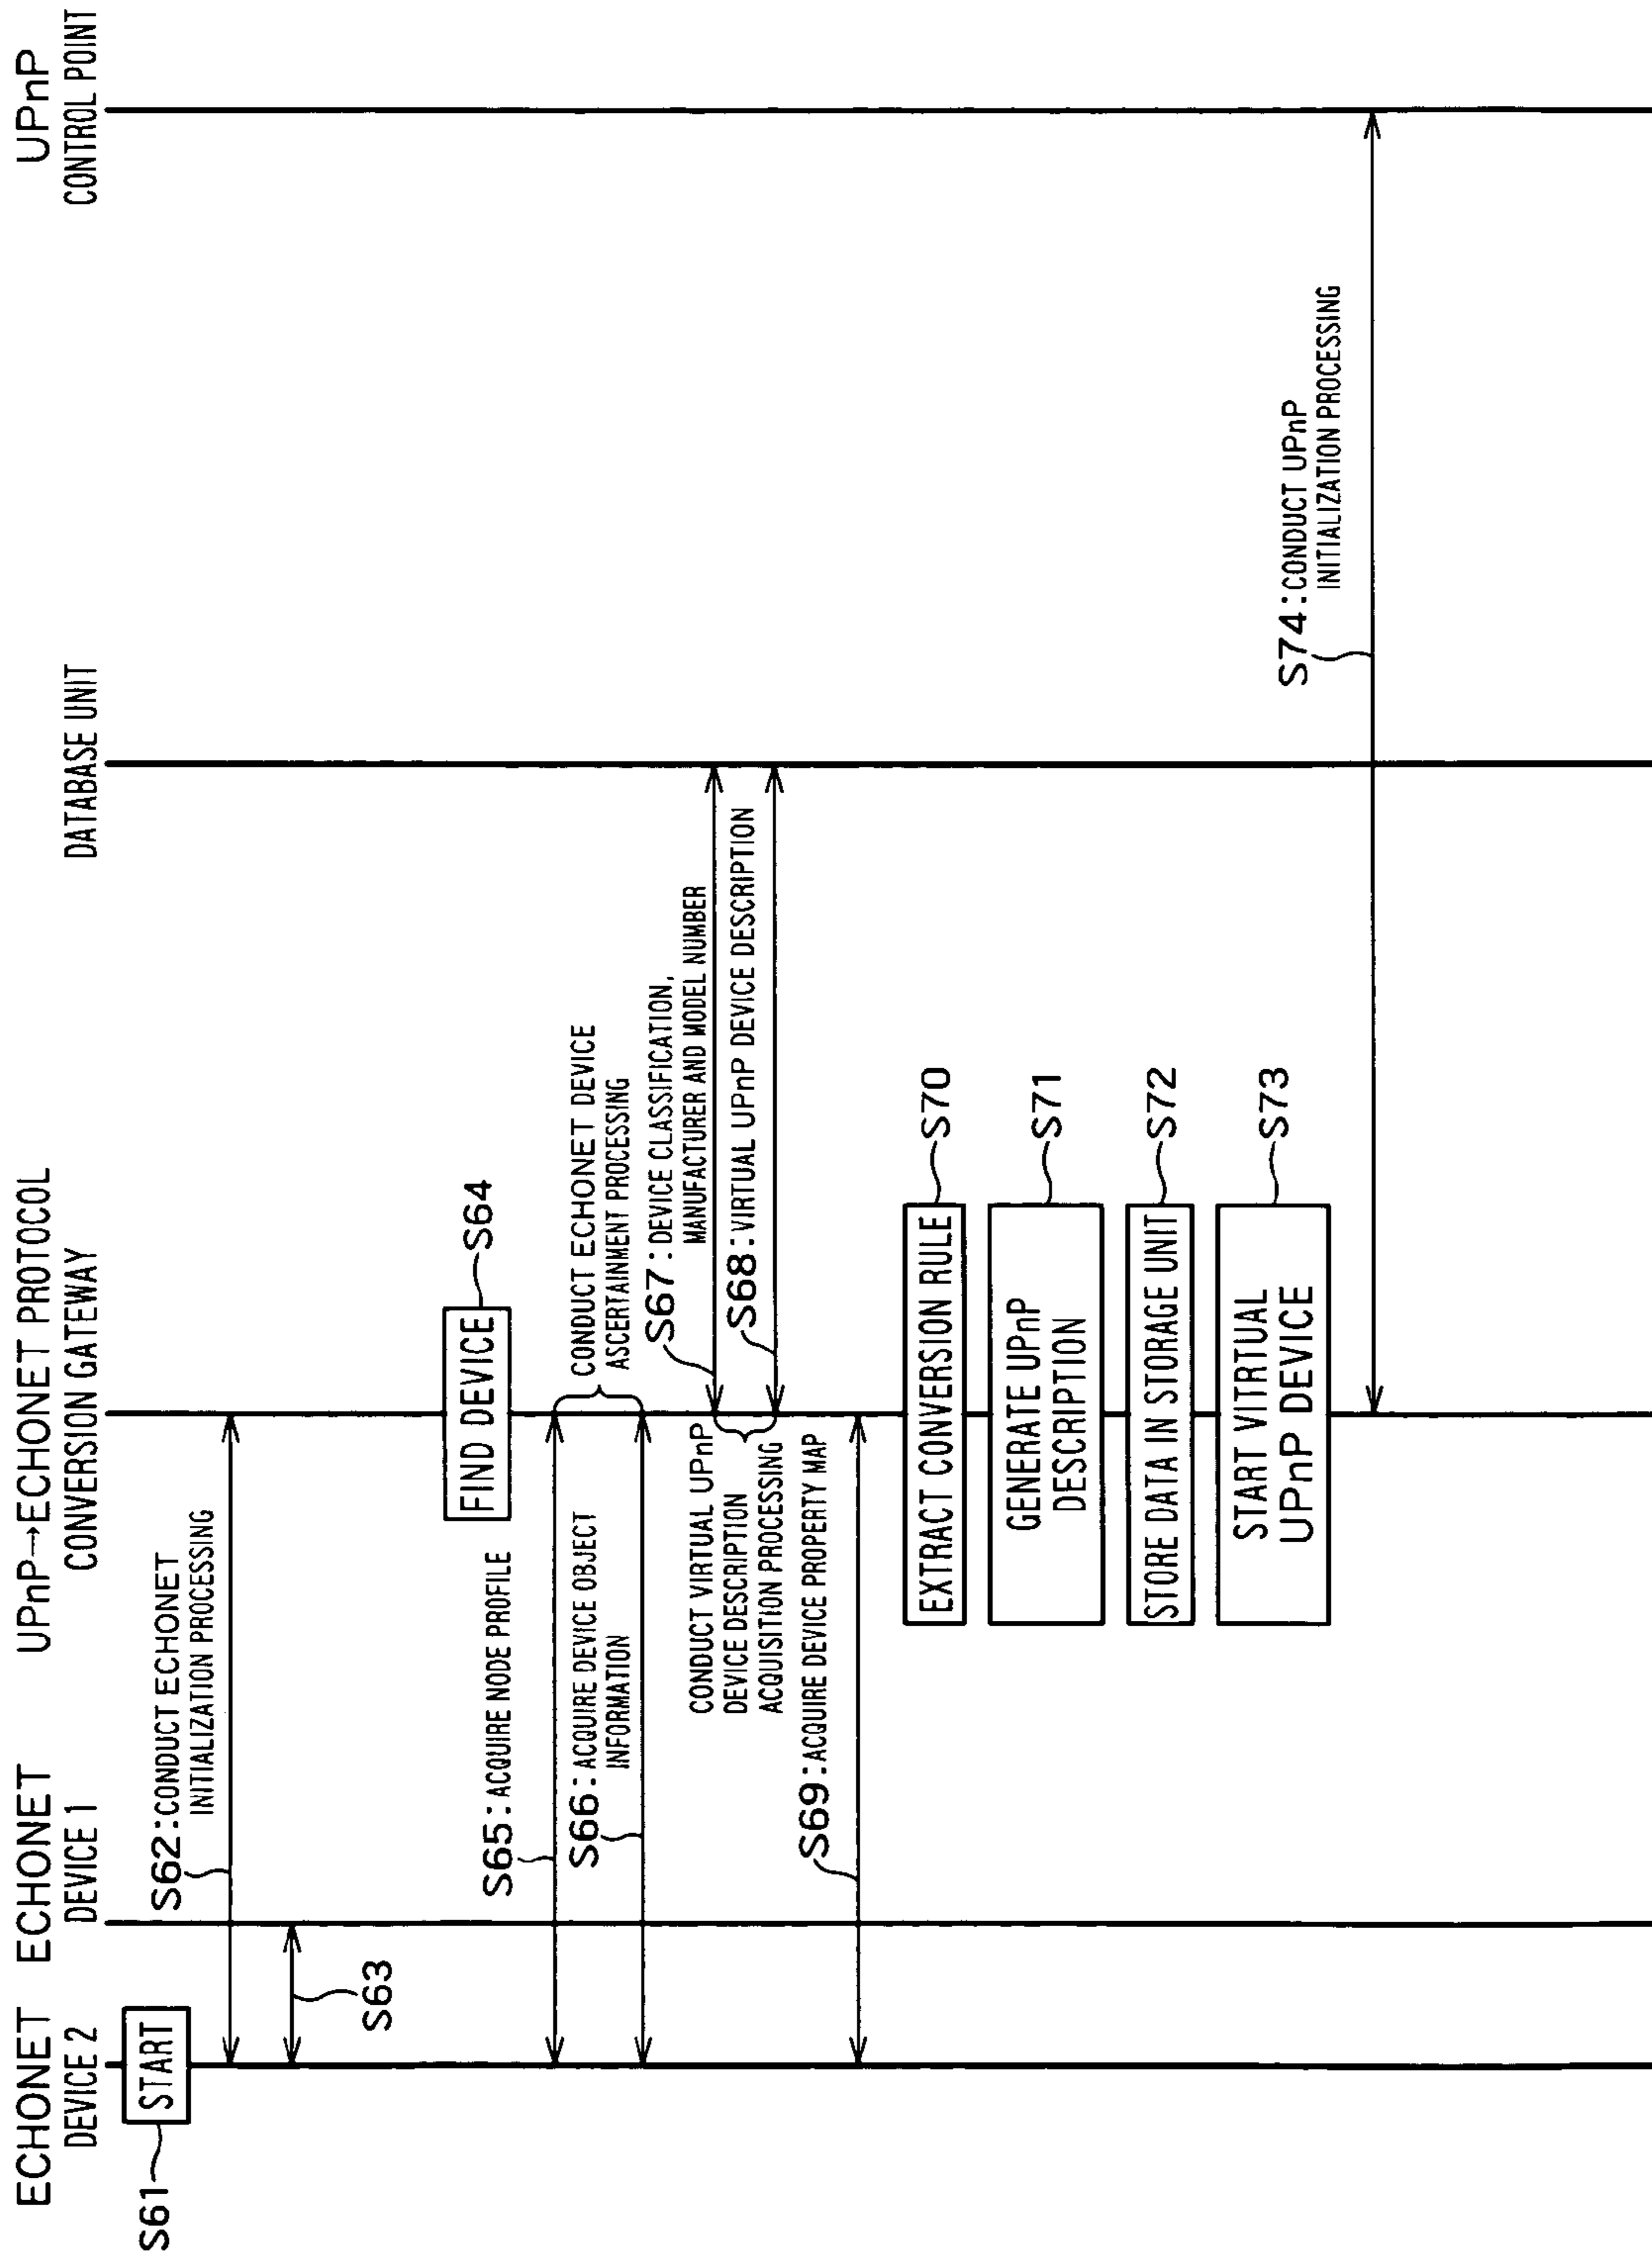 ECHONET
DEVICE 2
ECHONET
DEVICE 1
UPnP→ECHONET PROTOCOL
CONVERSION GATEWAY
DATABASE UNIT
UPnP
CONTROL POINT
S61
START
S62:CONDUCT ECHONET
INITIALIZATION PROCESSING
S63
FIND DEVICE
S64
S65:ACQUIRE NODE PROFILE
S66:ACQUIRE DEVICE OBJECT
INFORMATION
CONDUCT ECHONET DEVICE
ASCERTAINMENT PROCESSING
S67:DEVICE CLASSIFICATION,
MANUFACTURER AND MODEL NUMBER
S68:VIRTUAL UPnP DEVICE DESCRIPTION
CONDUCT VIRTUAL UPnP
DEVICE DESCRIPTION
ACQUISITION PROCESSING
S69:ACQUIRE DEVICE PROPERTY MAP
EXTRACT CONVERSION RULE
S70
GENERATE UPnP
DESCRIPTION
S71
STORE DATA IN STORAGE UNIT
S72
START VITRTUAL
UPnP DEVICE
S73
S74:CONDUCT UPnP
INITIALIZATION PROCESSING